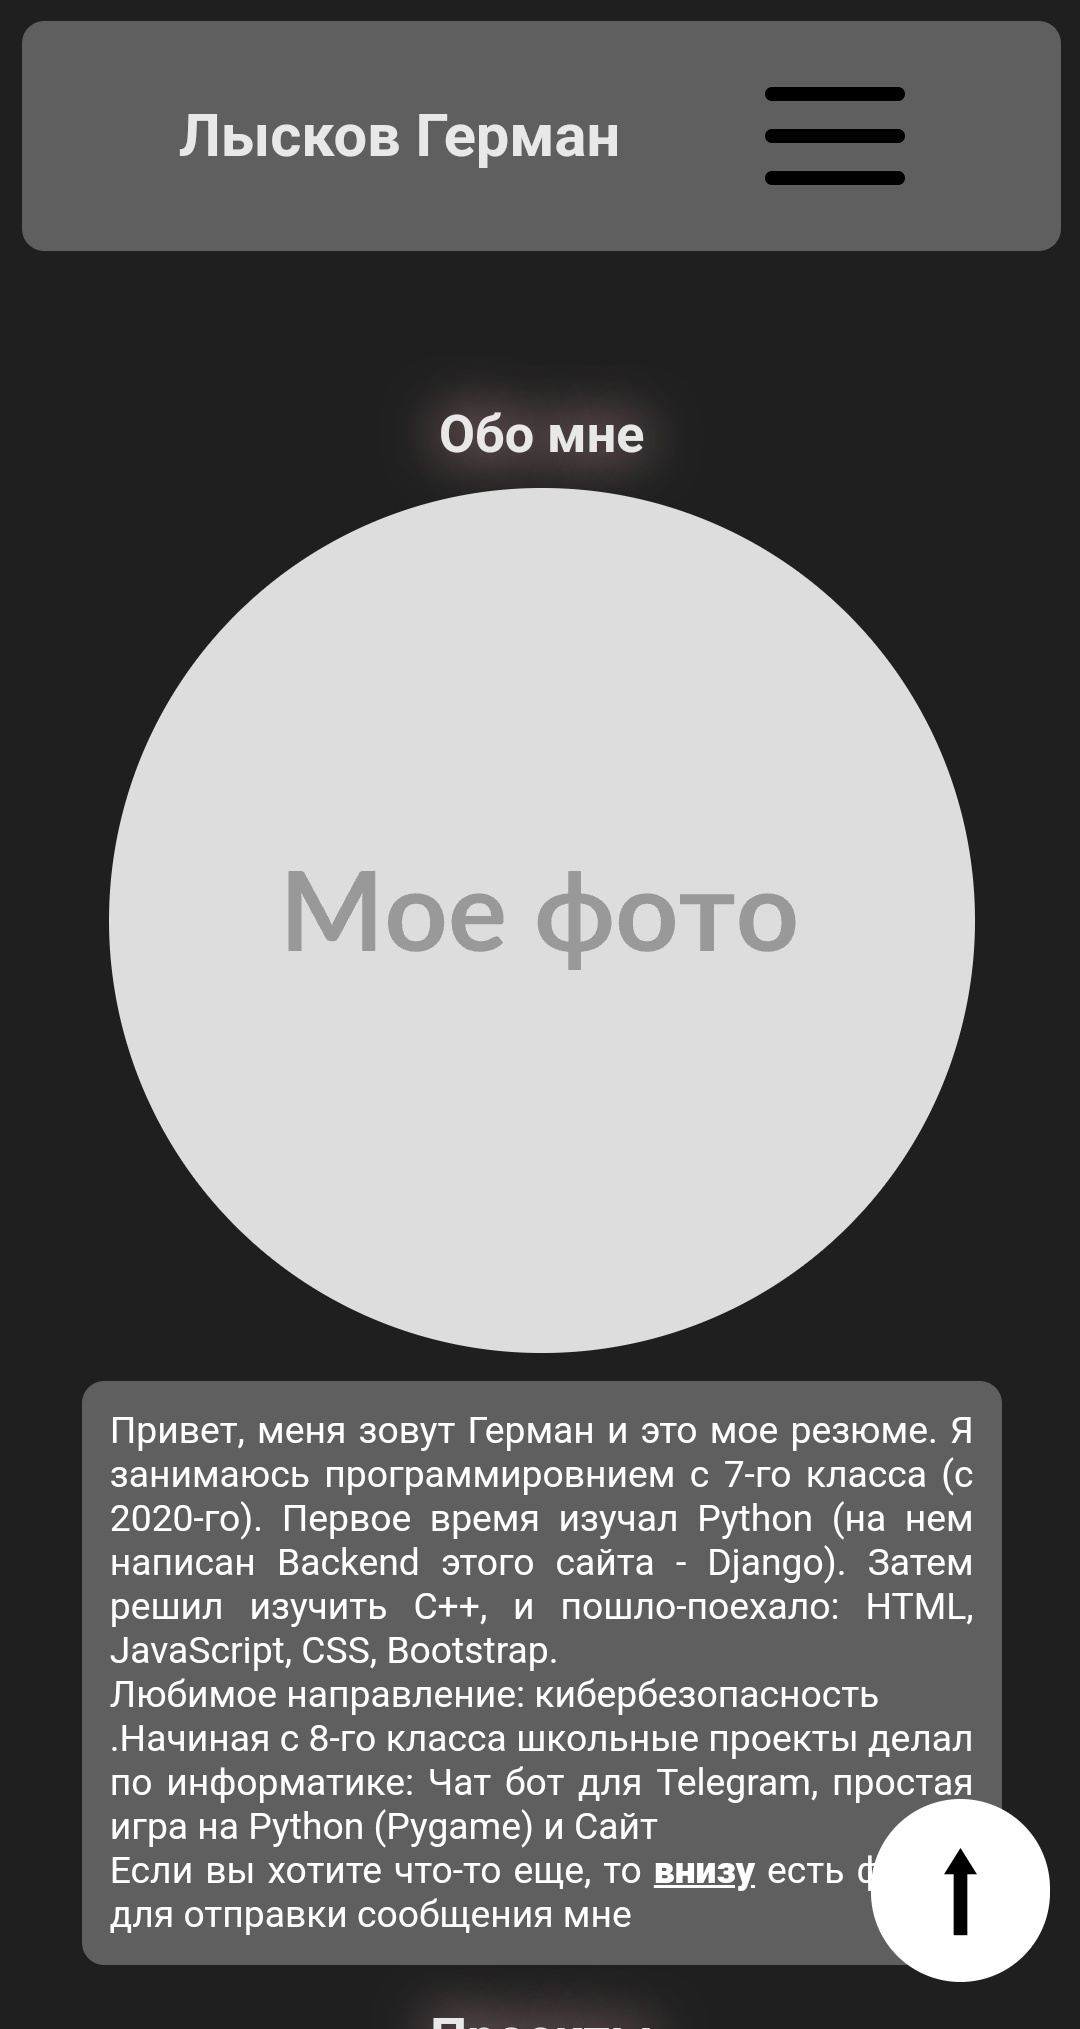 Лысков Герман
Обо мне
Мое фото
Привет, меня зовут Герман и это мое резюме. Я
занимаюсь программировнием с 7-го класса (с
2020-го). Первое время изучал Python (на нем
написан Backend этого сайта - Django). Затем
решил изучить C++, и пошло-поехало: HTML,
JavaScript, CSS, Bootstrap.
Любимое направление: кибербезопасность
.Начиная с 8-го класса школьные проекты делал
по информатике: Чат бот для Telegram, простая
игра на Python (Pygame) и Сайт
Если вы хотите что-то еще, то внизу есть
для отправки сообщения мне